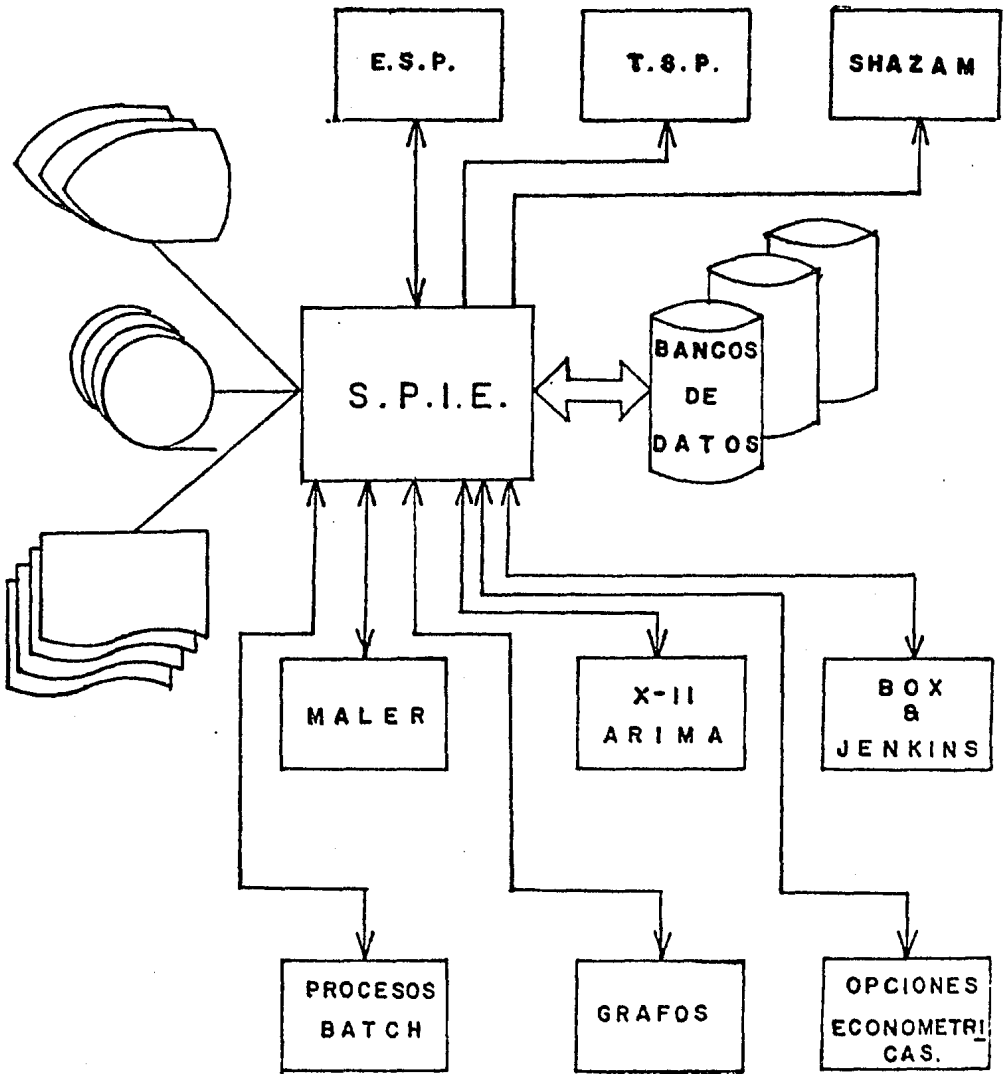 E.S.P.
T.S.P.
SHAZAM
S.P.I.E.
BANCOS
DE
DATOS
MALER
X-11
ARIMA
BOX
&
JENKINS
PROCESOS
BATCH
GRAFOS
OPCIONES
ECONOMETRI
CAS.